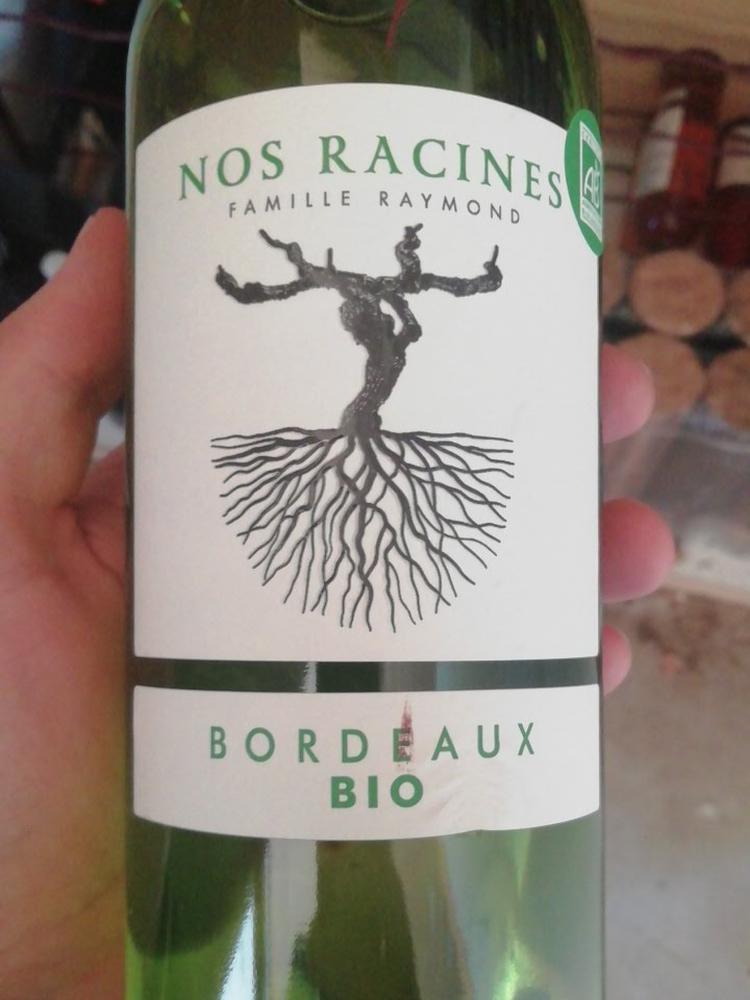 NOS RACINES
FAMILLE RAYMOND
AB
BORDEAUX
BIO